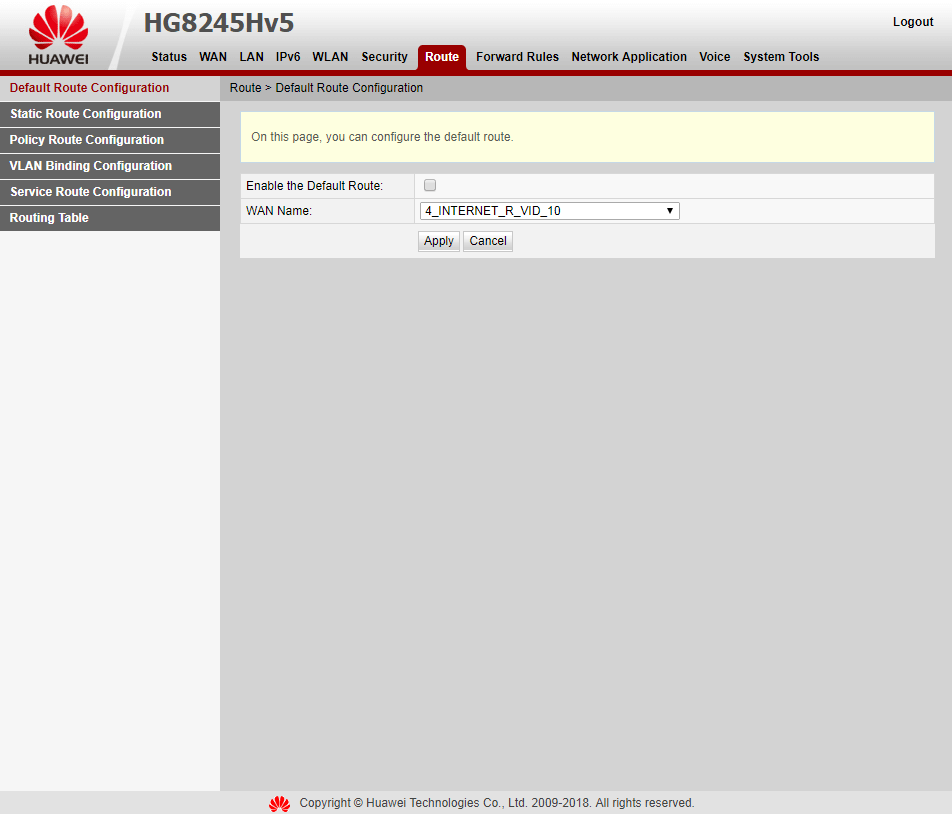 HUAWEI
HG8245Hv5
Logout
Status WAN LAN IPv6 WLAN Security Route Forward Rules Network Application Voice System Tools
Default Route Configuration
Static Route Configuration
Policy Route Configuration
VLAN Binding Configuration
Service Route Configuration
Routing Table
Route > Default Route Configuration
On this page, you can configure the default route.
Enable the Default Route:
WAN Name: 4_INTERNET_R_VID_10
Apply Cancel
Copyright © Huawei Technologies Co., Ltd. 2009-2018. All rights reserved.